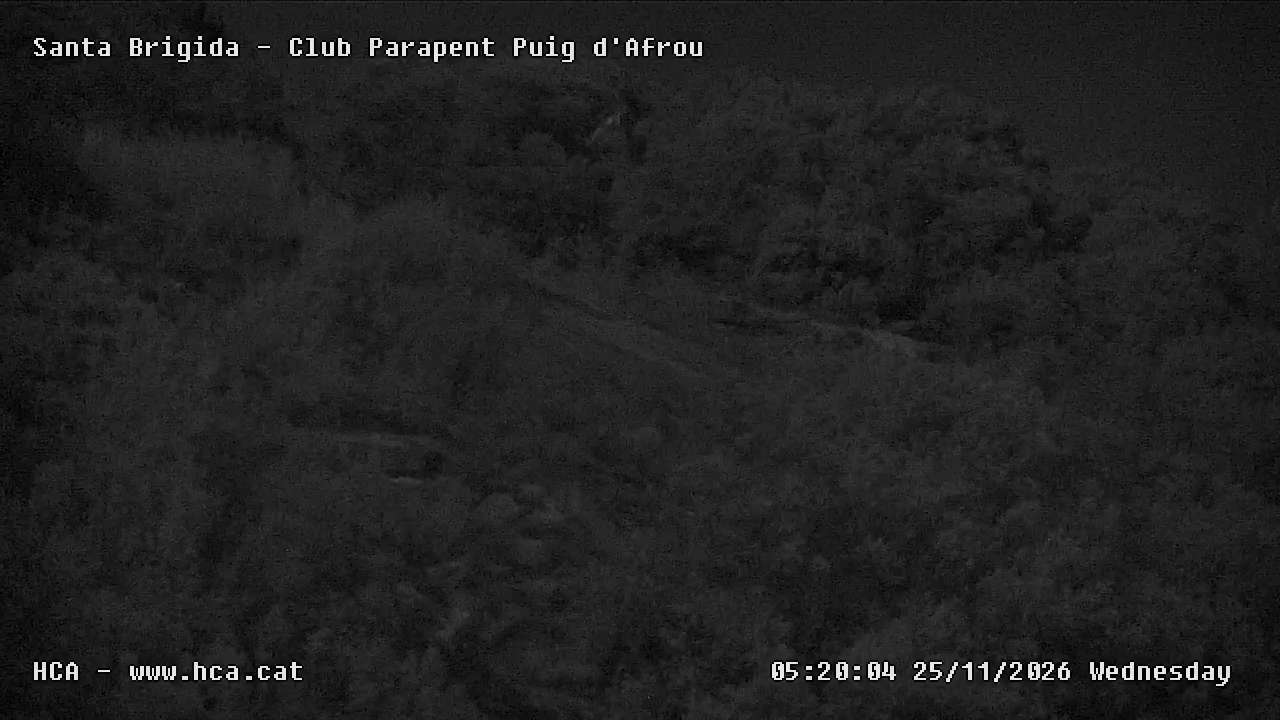 Santa Brigida - Club Parapent Puig d'Afrou
HCA - www.hca.cat
05:20:04 25/11/2026 Wednesday